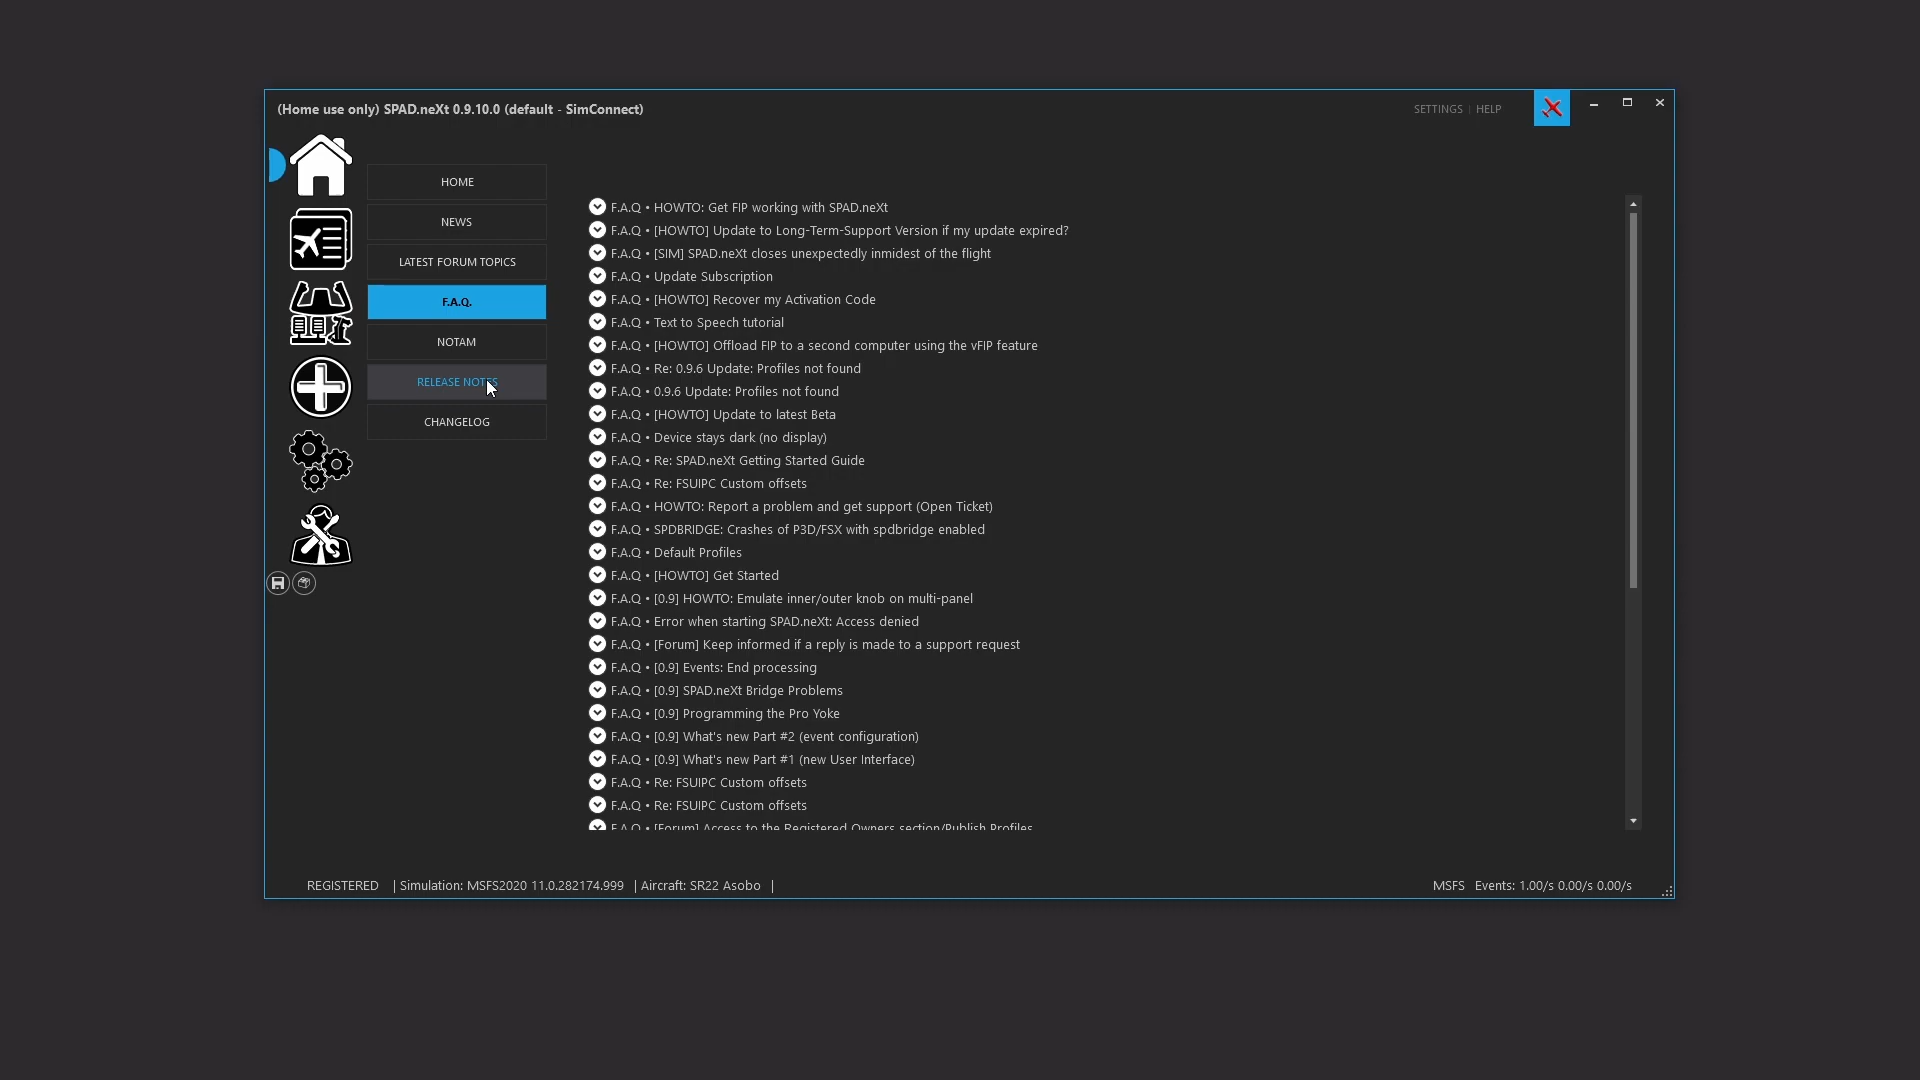 (Home use only) SPAD.neXt 0.9.10.0 (default - SimConnect)
SETTINGS | HELP
HOME
NEWS
LATEST FORUM TOPICS
F.A.Q.
NOTAM
RELEASE NOTES
CHANGELOG
F.A.Q • HOWTO: Get FIP working with SPAD.neXt
F.A.Q • [HOWTO] Update to Long-Term-Support Version if my update expired?
F.A.Q • [SIM] SPAD.neXt closes unexpectedly inmidest of the flight
F.A.Q • Update Subscription
F.A.Q • [HOWTO] Recover my Activation Code
F.A.Q • Text to Speech tutorial
F.A.Q • [HOWTO] Offload FIP to a second computer using the vFIP feature
F.A.Q • Re: 0.9.6 Update: Profiles not found
F.A.Q • 0.9.6 Update: Profiles not found
F.A.Q • [HOWTO] Update to latest Beta
F.A.Q • Device stays dark (no display)
F.A.Q • Re: SPAD.neXt Getting Started Guide
F.A.Q • Re: FSUIPC Custom offsets
F.A.Q • HOWTO: Report a problem and get support (Open Ticket)
F.A.Q • SPDBRIDGE: Crashes of P3D/FSX with spdbridge enabled
F.A.Q • Default Profiles
F.A.Q • [HOWTO] Get Started
F.A.Q • [0.9] HOWTO: Emulate inner/outer knob on multi-panel
F.A.Q • Error when starting SPAD.neXt: Access denied
F.A.Q • [Forum] Keep informed if a reply is made to a support request
F.A.Q • [0.9] Events: End processing
F.A.Q • [0.9] SPAD.neXt Bridge Problems
F.A.Q • [0.9] Programming the Pro Yoke
F.A.Q • [0.9] What's new Part #2 (event configuration)
F.A.Q • [0.9] What's new Part #1 (new User Interface)
F.A.Q • Re: FSUIPC Custom offsets
F.A.Q • Re: FSUIPC Custom offsets
F.A.Q • [Forum] Access to the Registered Owners section/Publish Profiles
REGISTERED | Simulation: MSFS2020 11.0.282174.999 | Aircraft: SR22 Asobo |
MSFS Events: 1.00/s 0.00/s 0.00/s